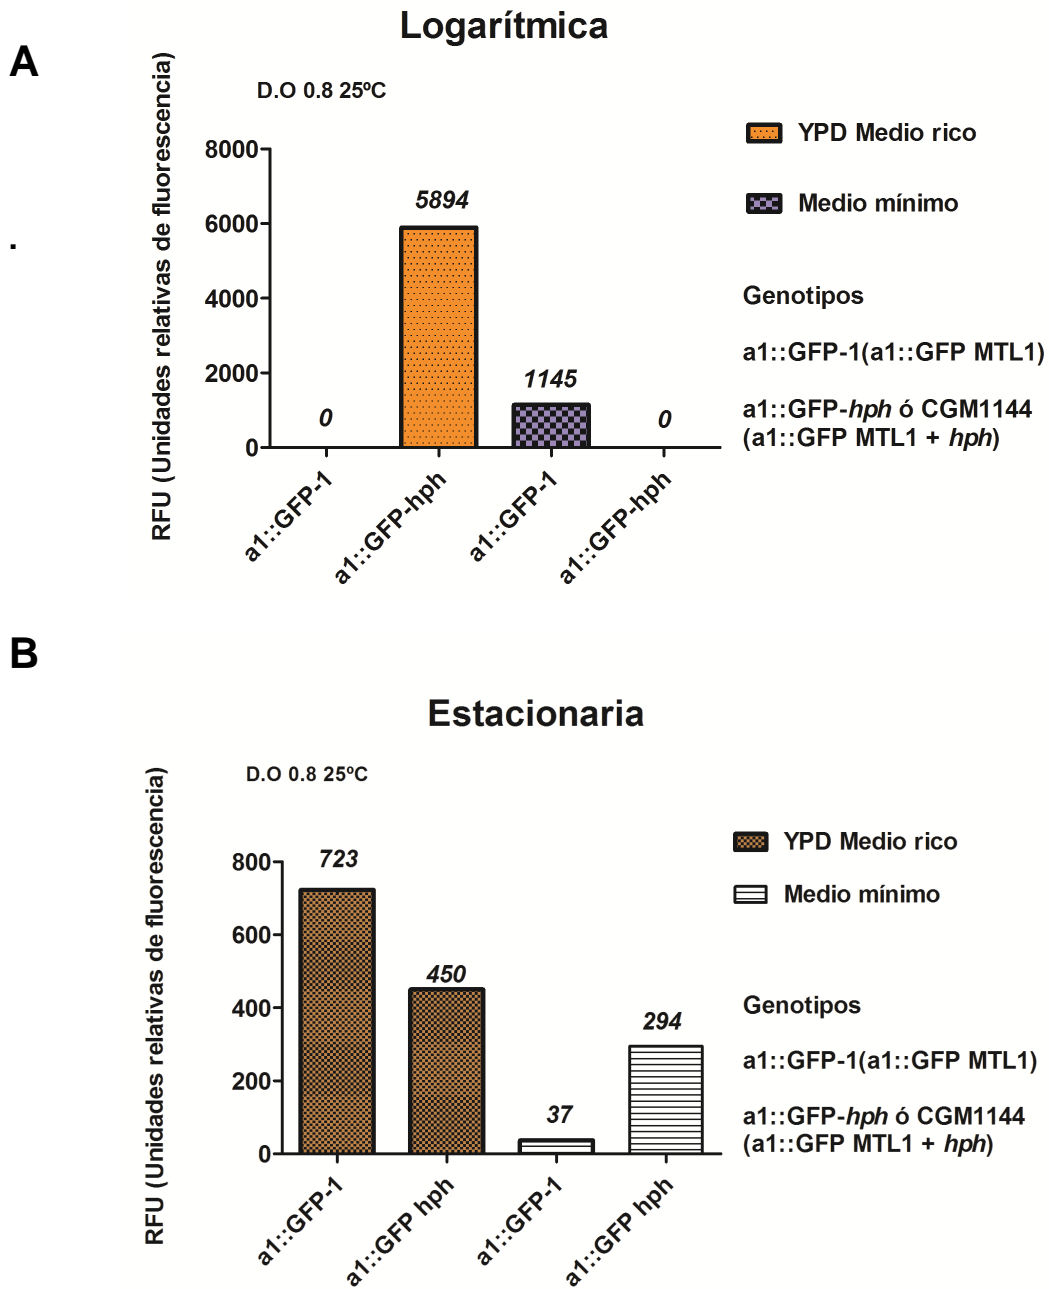 A
Logarítmica
D.O 0.8 25ºC
RFU (Unidades relativas de fluorescencia)
8000
6000
4000
2000
0
0
5894
1145
0
a1::GFP-1
a1::GFP-hph
a1::GFP-1
a1::GFP-hph
YPD Medio rico
Medio mínimo
Genotipos
a1::GFP-1(a1::GFP MTL1)
a1::GFP-hph ó CGM1144
(a1::GFP MTL1 + hph)
.
B
Estacionaria
D.O 0.8 25ºC
RFU (Unidades relativas de fluorescencia)
800
600
400
200
0
723
450
37
294
a1::GFP-1
a1::GFP hph
a1::GFP-1
a1::GFP hph
YPD Medio rico
Medio mínimo
Genotipos
a1::GFP-1(a1::GFP MTL1)
a1::GFP-hph ó CGM1144
(a1::GFP MTL1 + hph)